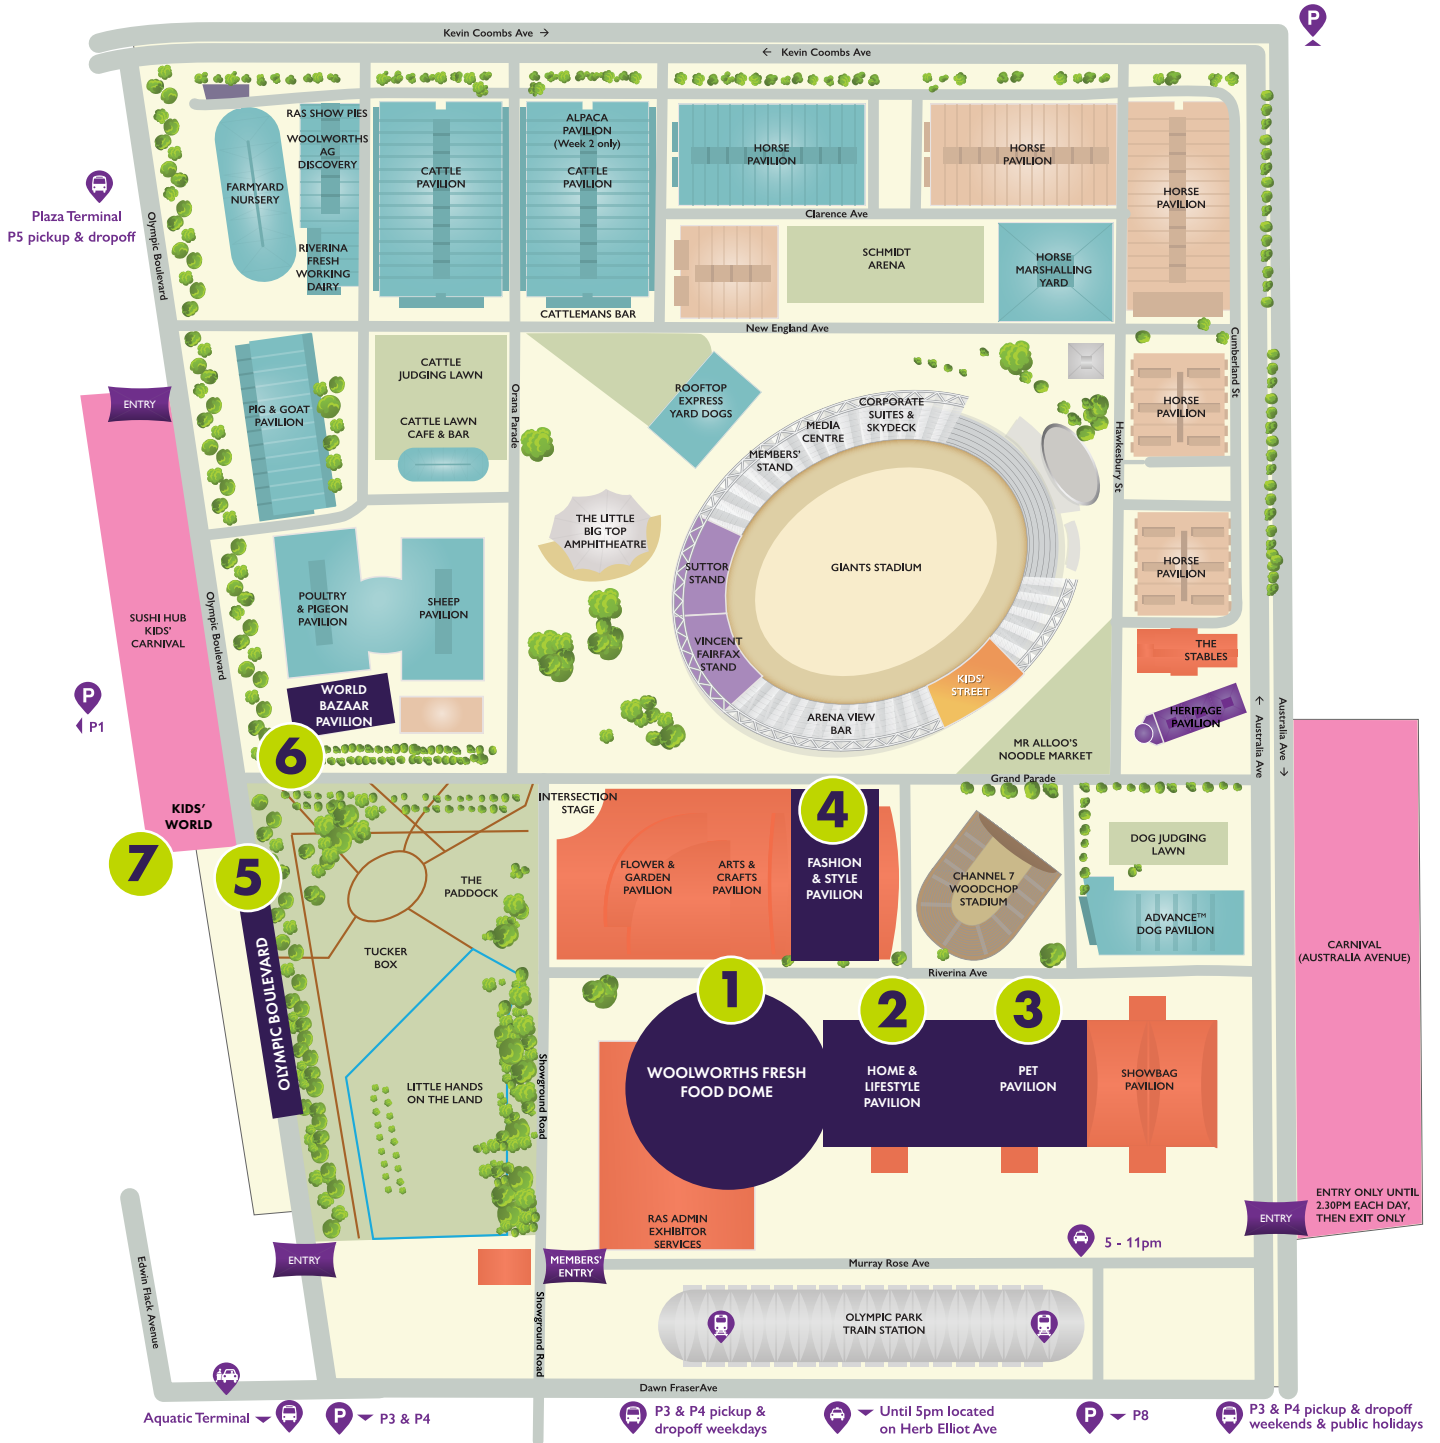 Kevin Coombs Ave →
← Kevin Coombs Ave
P
RAS SHOW PIES
WOOLWORTHS
AG
DISCOVERY
FARMYARD
NURSERY
RIVERINA
FRESH
WORKING
DAIRY
CATTLE
PAVILION
ALPACA
PAVILION
(Week 2 only)
CATTLE
PAVILION
CATTLEMANS BAR
HORSE
PAVILION
HORSE
PAVILION
HORSE
PAVILION
Clarence Ave
SCHMIDT
ARENA
HORSE
MARSHALLING
YARD
Plaza Terminal
P5 pickup & dropoff
Olympic Boulevard
New England Ave
Cumberland St
ENTRY
PIG & GOAT
PAVILION
CATTLE
JUDGING LAWN
CATTLE LAWN
CAFE & BAR
Orana Parade
ROOFTOP
EXPRESS
YARD DOGS
CORPORATE
SUITES &
SKYDECK
MEDIA
CENTRE
MEMBERS'
STAND
HORSE
PAVILION
Hawkesbury St
THE LITTLE
BIG TOP
AMPHITHEATRE
SUTTOR
STAND
GIANTS STADIUM
HORSE
PAVILION
SUSHI HUB
KIDS'
CARNIVAL
Olympic Boulevard
POULTRY
& PIGEON
PAVILION
SHEEP
PAVILION
VINCENT
FAIRFAX
STAND
KIDS'
STREET
THE
STABLES
P
P1
WORLD
BAZAAR
PAVILION
ARENA VIEW
BAR
HERITAGE
PAVILION
MR ALLOO'S
NOODLE MARKET
← Australia Ave
Australia Ave →
6
Grand Parade
KIDS'
WORLD
7
5
INTERSECTION
STAGE
4
FLOWER &
GARDEN
PAVILION
ARTS &
CRAFTS
PAVILION
FASHION
& STYLE
PAVILION
CHANNEL 7
WOODCHOP
STADIUM
DOG JUDGING
LAWN
ADVANCE™
DOG PAVILION
THE
PADDOCK
TUCKER
BOX
CARNIVAL
(AUSTRALIA AVENUE)
Riverina Ave
OLYMPIC BOULEVARD
1
2
3
WOOLWORTHS FRESH
FOOD DOME
HOME &
LIFESTYLE
PAVILION
PET
PAVILION
SHOWBAG
PAVILION
LITTLE HANDS
ON THE LAND
Showground Road
RAS ADMIN
EXHIBITOR
SERVICES
ENTRY ONLY UNTIL
2.30PM EACH DAY,
THEN EXIT ONLY
ENTRY
5 - 11pm
ENTRY
MEMBERS'
ENTRY
Murray Rose Ave
Edwin Flack Avenue
Showground Road
OLYMPIC PARK
TRAIN STATION
Dawn FraserAve
Aquatic Terminal
P
P3 & P4
P3 & P4 pickup &
dropoff weekdays
Until 5pm located
on Herb Elliot Ave
P
P8
P3 & P4 pickup & dropoff
weekends & public holidays